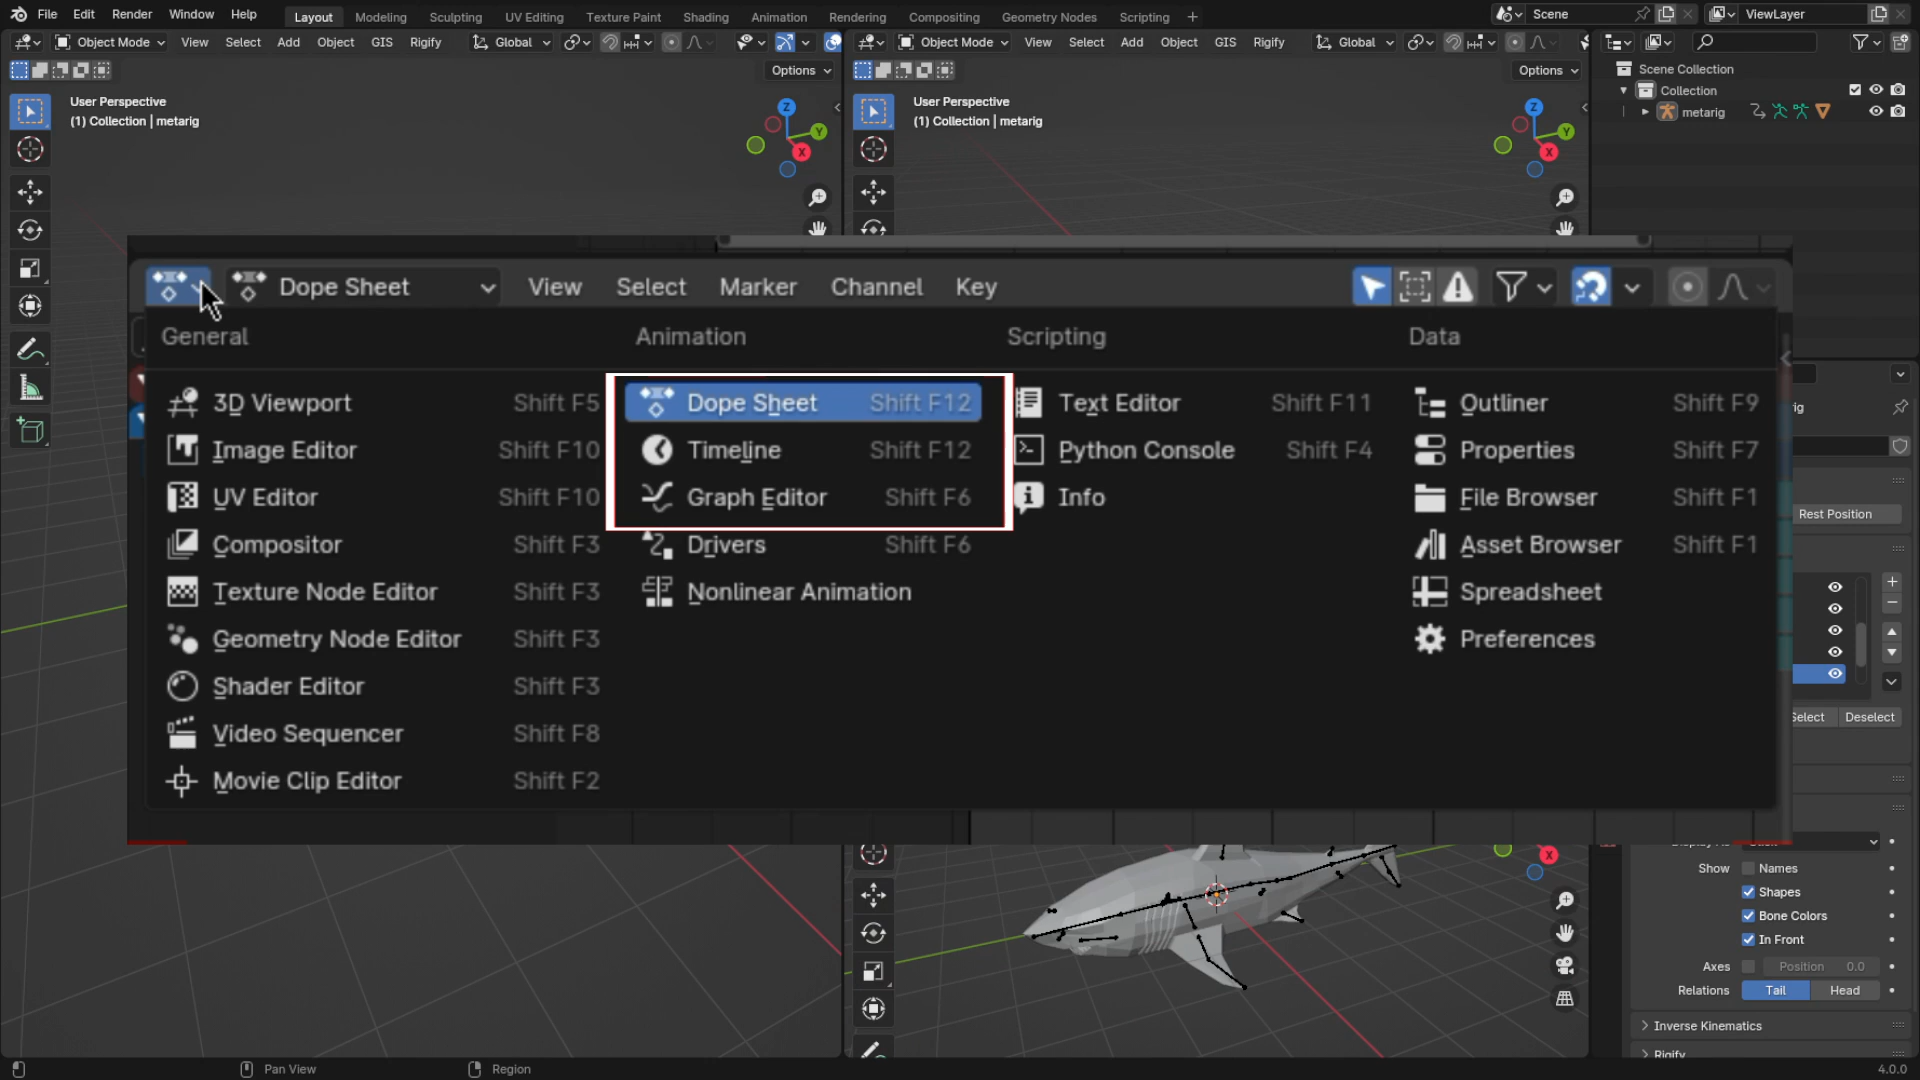 File Edit Render Window Help Layout Modeling Sculpting UV Editing Texture Paint Shading Animation Rendering Compositing Geometry Nodes Scripting + Scene ViewLayer
Object Mode View Select Add Object GIS Rigify Global Object Mode View Select Add Object GIS Rigify Global
Options Options Scene Collection
User Perspective User Perspective Collection
(1) Collection | metarig (1) Collection | metarig metarig
Z Y X Z Y X
Dope Sheet View Select Marker Channel Key
General Animation Scripting Data
3D Viewport Shift F5 Dope Sheet Shift F12 Text Editor Shift F11 Outliner Shift F9
Image Editor Shift F10 Timeline Shift F12 Python Console Shift F4 Properties Shift F7
UV Editor Shift F10 Graph Editor Shift F6 Info File Browser Shift F1
Rest Position
Compositor Shift F3 Drivers Shift F6 Asset Browser Shift F1
Texture Node Editor Shift F3 Nonlinear Animation Spreadsheet
Geometry Node Editor Shift F3 Preferences
Shader Editor Shift F3
Select Deselect
Video Sequencer Shift F8
Movie Clip Editor Shift F2
X
Show Names
Shapes
Bone Colors
In Front
Axes Position 0.0
Relations Tail Head
Inverse Kinematics
Rigify
Pan View Region 4.0.0